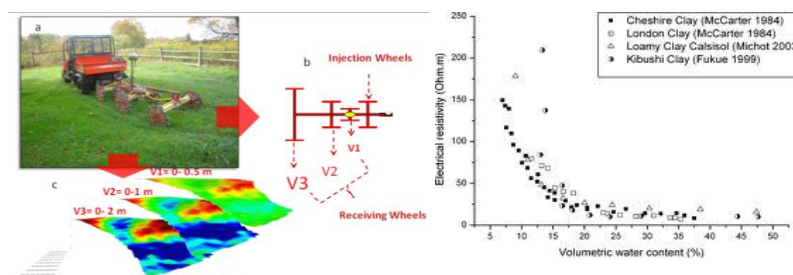 a
b
Injection Wheels
V1
V2
V3
Receiving Wheels
c
V1= 0- 0.5 m
V2= 0-1 m
V3= 0- 2 m
Cheshire Clay (McCarter 1984)
London Clay (McCarter 1984)
Loamy Clay Calsisol (Michot 2003
Kibushi Clay (Fukue 1999)
Electrical resistivity (Ohm.m)
250
200
150
100
50
0
5 10 15 20 25 30 35 40 45 50
Volumetric water content (%)